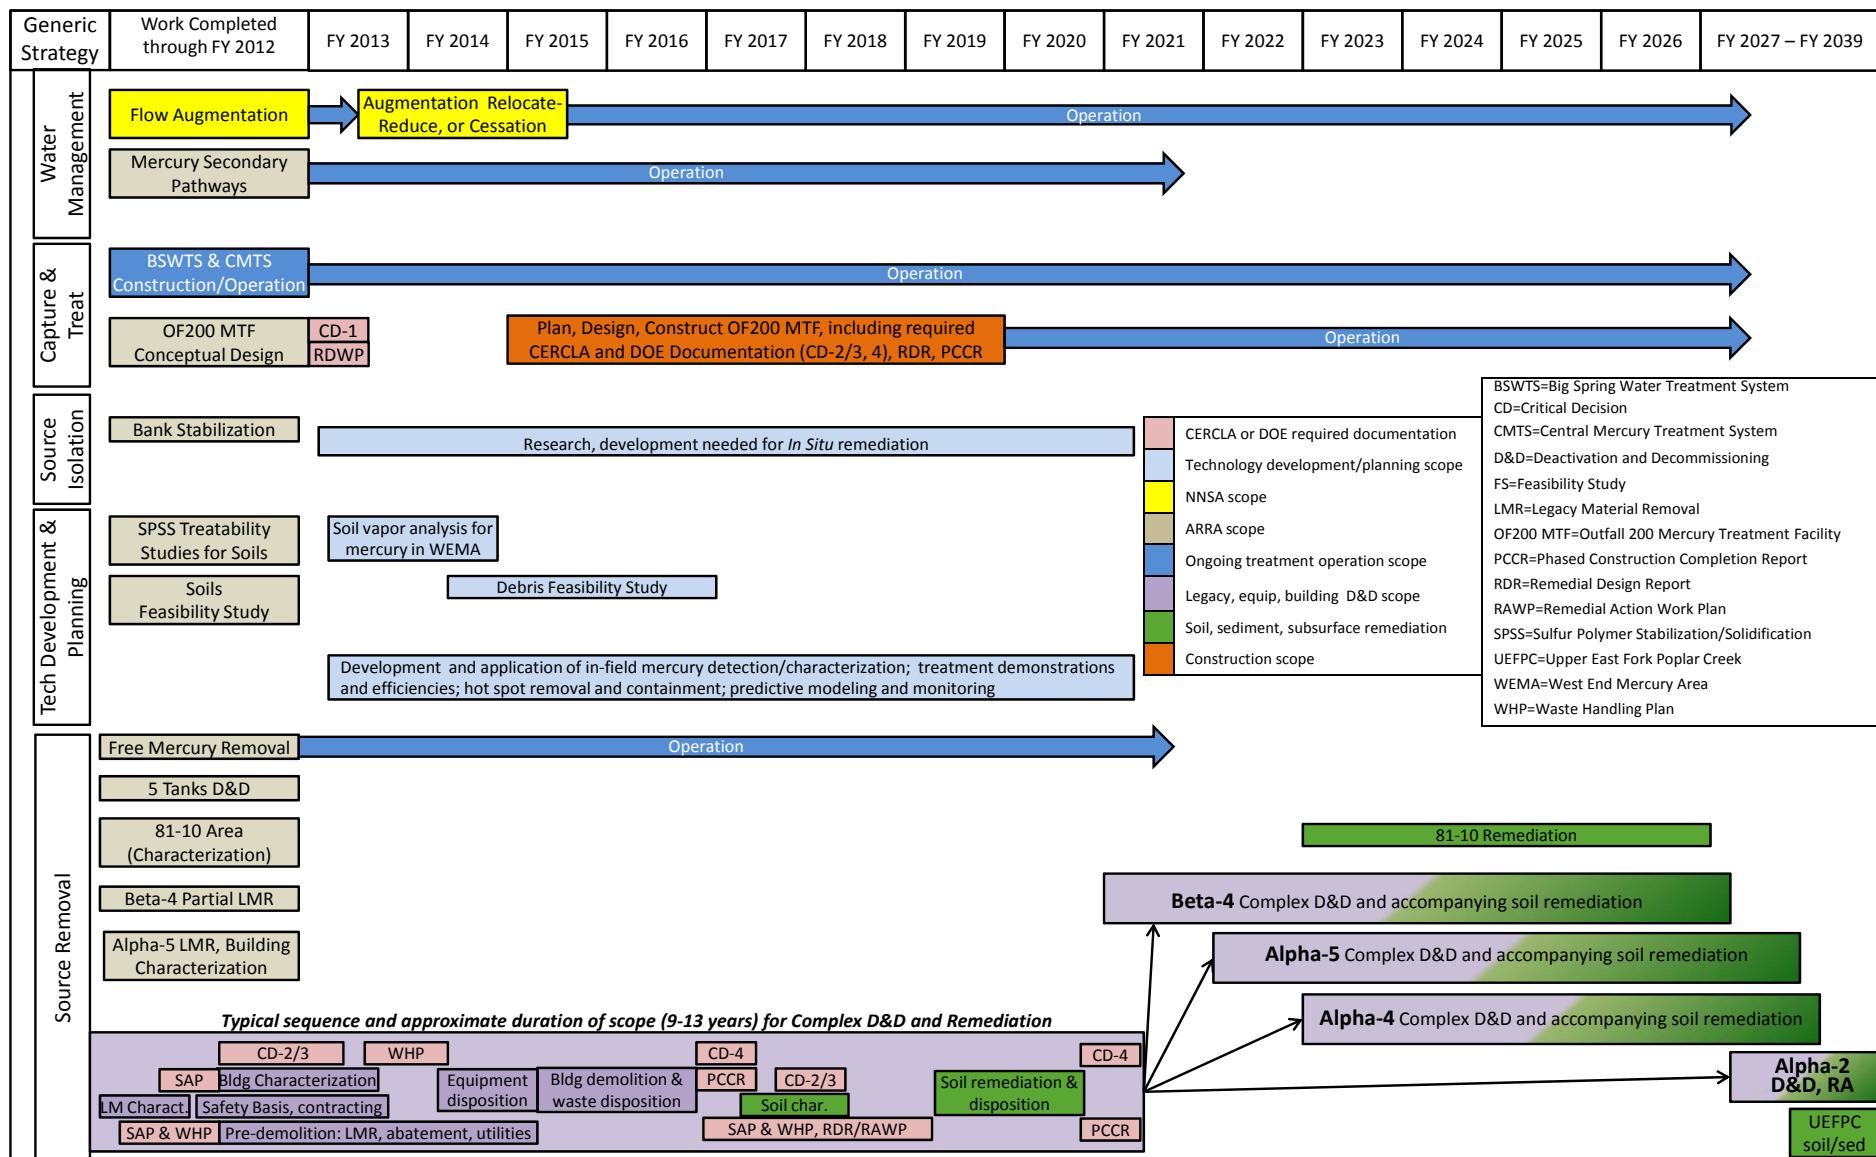 Generic
Strategy
Work Completed
through FY 2012
FY 2013
FY 2014
FY 2015
FY 2016
FY 2017
FY 2018
FY 2019
FY 2020
FY 2021
FY 2022
FY 2023
FY 2024
FY 2025
FY 2026
FY 2027 – FY 2039
Water
Management
Flow Augmentation
Augmentation Relocate-
Reduce, or Cessation
Operation
Mercury Secondary
Pathways
Operation
Capture &
Treat
BSWTS & CMTS
Construction/Operation
Operation
OF200 MTF
Conceptual Design
CD-1
RDWP
Plan, Design, Construct OF200 MTF, including required
CERCLA and DOE Documentation (CD-2/3, 4), RDR, PCCR
Operation
Source
Isolation
Bank Stabilization
Research, development needed for In Situ remediation
CERCLA or DOE required documentation
Technology development/planning scope
NNSA scope
ARRA scope
Ongoing treatment operation scope
Legacy, equip, building D&D scope
Soil, sediment, subsurface remediation
Construction scope
BSWTS=Big Spring Water Treatment System
CD=Critical Decision
CMTS=Central Mercury Treatment System
D&D=Deactivation and Decommissioning
FS=Feasibility Study
LMR=Legacy Material Removal
OF200 MTF=Outfall 200 Mercury Treatment Facility
PCCR=Phased Construction Completion Report
RDR=Remedial Design Report
RAWP=Remedial Action Work Plan
SPSS=Sulfur Polymer Stabilization/Solidification
UEFPC=Upper East Fork Poplar Creek
WEMA=West End Mercury Area
WHP=Waste Handling Plan
Tech Development &
Planning
SPSS Treatability
Studies for Soils
Soil vapor analysis for
mercury in WEMA
Soils
Feasibility Study
Debris Feasibility Study
Development and application of in-field mercury detection/characterization; treatment demonstrations
and efficiencies; hot spot removal and containment; predictive modeling and monitoring
Source Removal
Free Mercury Removal
Operation
5 Tanks D&D
81-10 Area
(Characterization)
81-10 Remediation
Beta-4 Partial LMR
Beta-4 Complex D&D and accompanying soil remediation
Alpha-5 LMR, Building
Characterization
Alpha-5 Complex D&D and accompanying soil remediation
Alpha-4 Complex D&D and accompanying soil remediation
Alpha-2
D&D, RA
UEFPC
soil/sed
Typical sequence and approximate duration of scope (9-13 years) for Complex D&D and Remediation
CD-2/3
WHP
CD-4
CD-4
SAP
Bldg Characterization
Equipment
disposition
Bldg demolition &
waste disposition
PCCR
CD-2/3
Soil remediation &
disposition
LM Charact.
Safety Basis, contracting
Soil char.
SAP & WHP
Pre-demolition: LMR, abatement, utilities
SAP & WHP, RDR/RAWP
PCCR